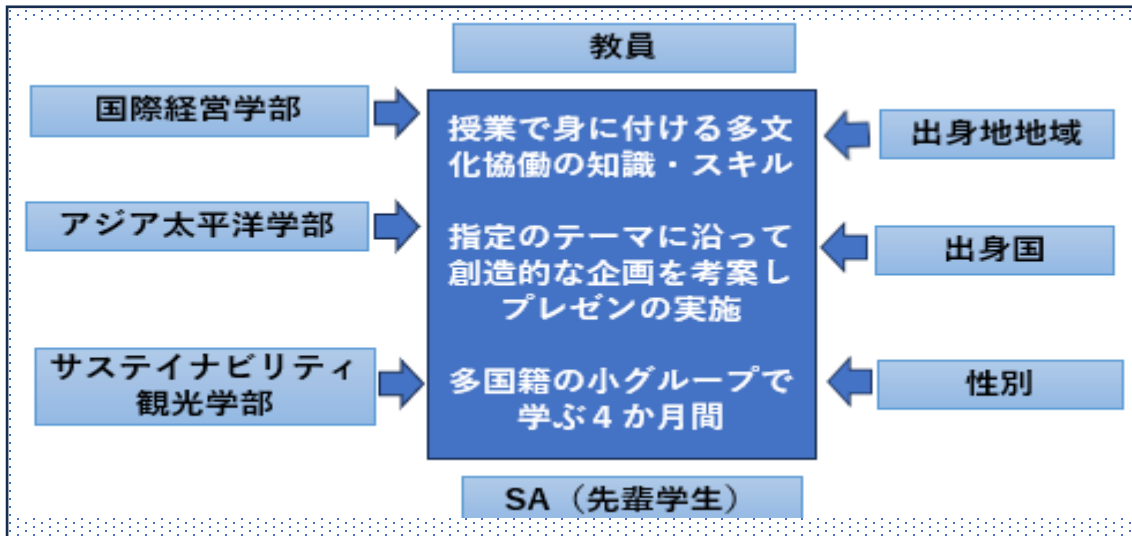 教員
国際経営学部
アジア太平洋学部
サステイナビリティ
観光学部
授業で身に付ける多文
化協働の知識・スキル
指定のテーマに沿って
創造的な企画を考案し
プレゼンの実施
多国籍の小グループで
学ぶ４か月間
出身地地域
出身国
性別
SA（先輩学生）